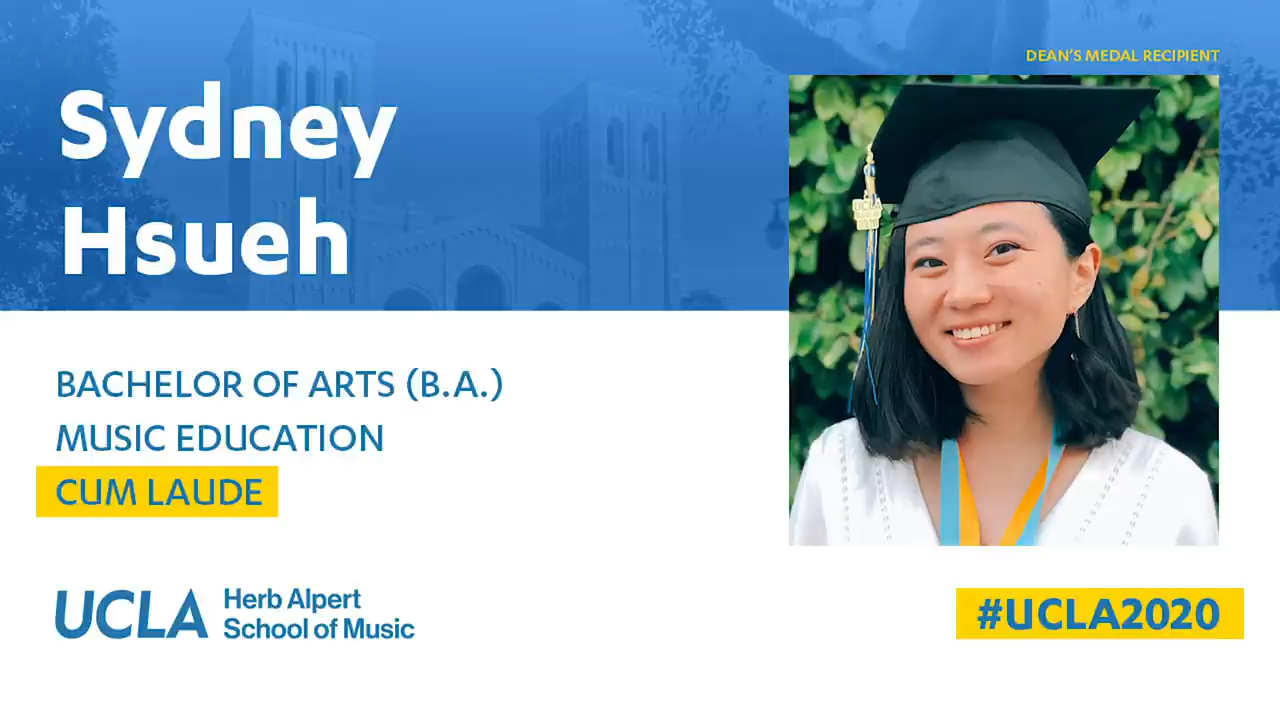 DEAN'S MEDAL RECIPIENT
Sydney
Hsueh
UCLA
BACHELOR OF ARTS (B.A.)
MUSIC EDUCATION
CUM LAUDE
UCLA Herb Alpert
School of Music
#UCLA2020